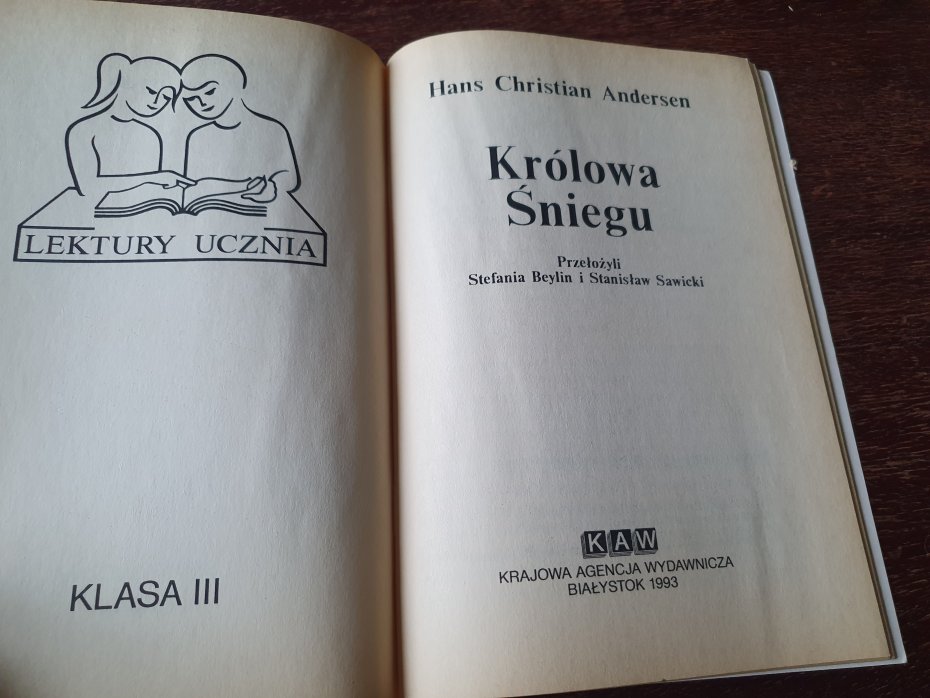 LEKTURY UCZNIA
KLASA III
Hans Christian Andersen
Królowa
Śniegu
Przełożyli
Stefania Beylin i Stanisław Sawicki
KAW
KRAJOWA AGENCJA WYDAWNICZA
BIAŁYSTOK 1993